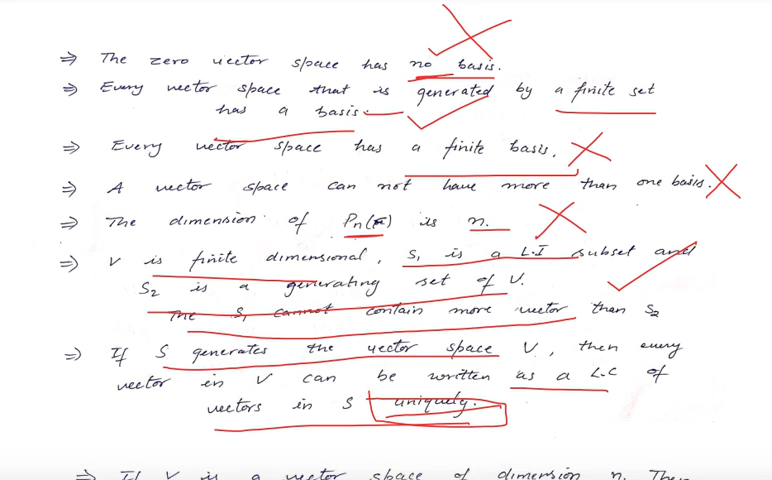 ⇒ The zero vector space has no basis.
⇒ Every vector space that is generated by a finite set
has a basis.
⇒ Every vector space has a finite basis.
⇒ A vector space can not have more than one basis.
⇒ The dimension of Pn(F) is n.
⇒ V is finite dimensional, S1 is a L.I subset and
S2 is a generating set of V.
The S1 cannot contain more vector than S2
⇒ If S generates the vector space V, then every
vector in V can be written as a L.C of
vectors in S uniquely.
⇒ If V is a vector space of dimension n. Then